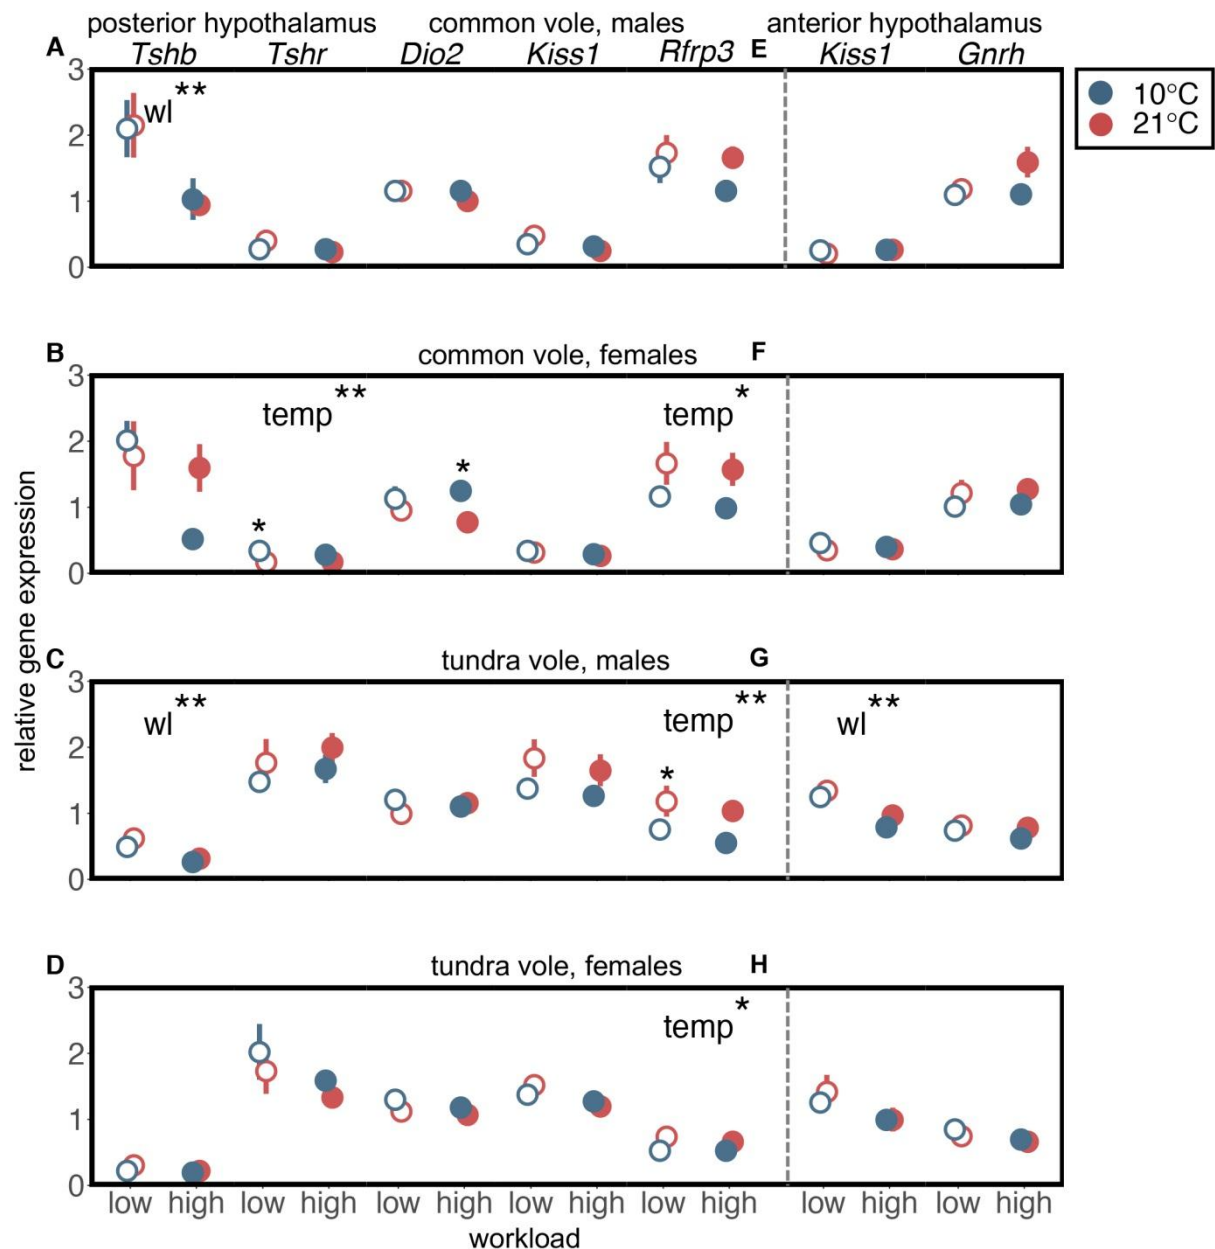 posterior hypothalamus common vole, males anterior hypothalamus
A Tshb Tshr Dio2 Kiss1 Rfrp3 E Kiss1 Gnrh
3
wl**
2
1
0
10°C
21°C
B common vole, females F
3
temp** temp*
2
*
1
*
0
relative gene expression
C tundra vole, males G
3
wl** temp** wl**
2
*
1
0
D tundra vole, females H
3
temp*
2
1
0
low high low high low high low high low high low high low high
workload